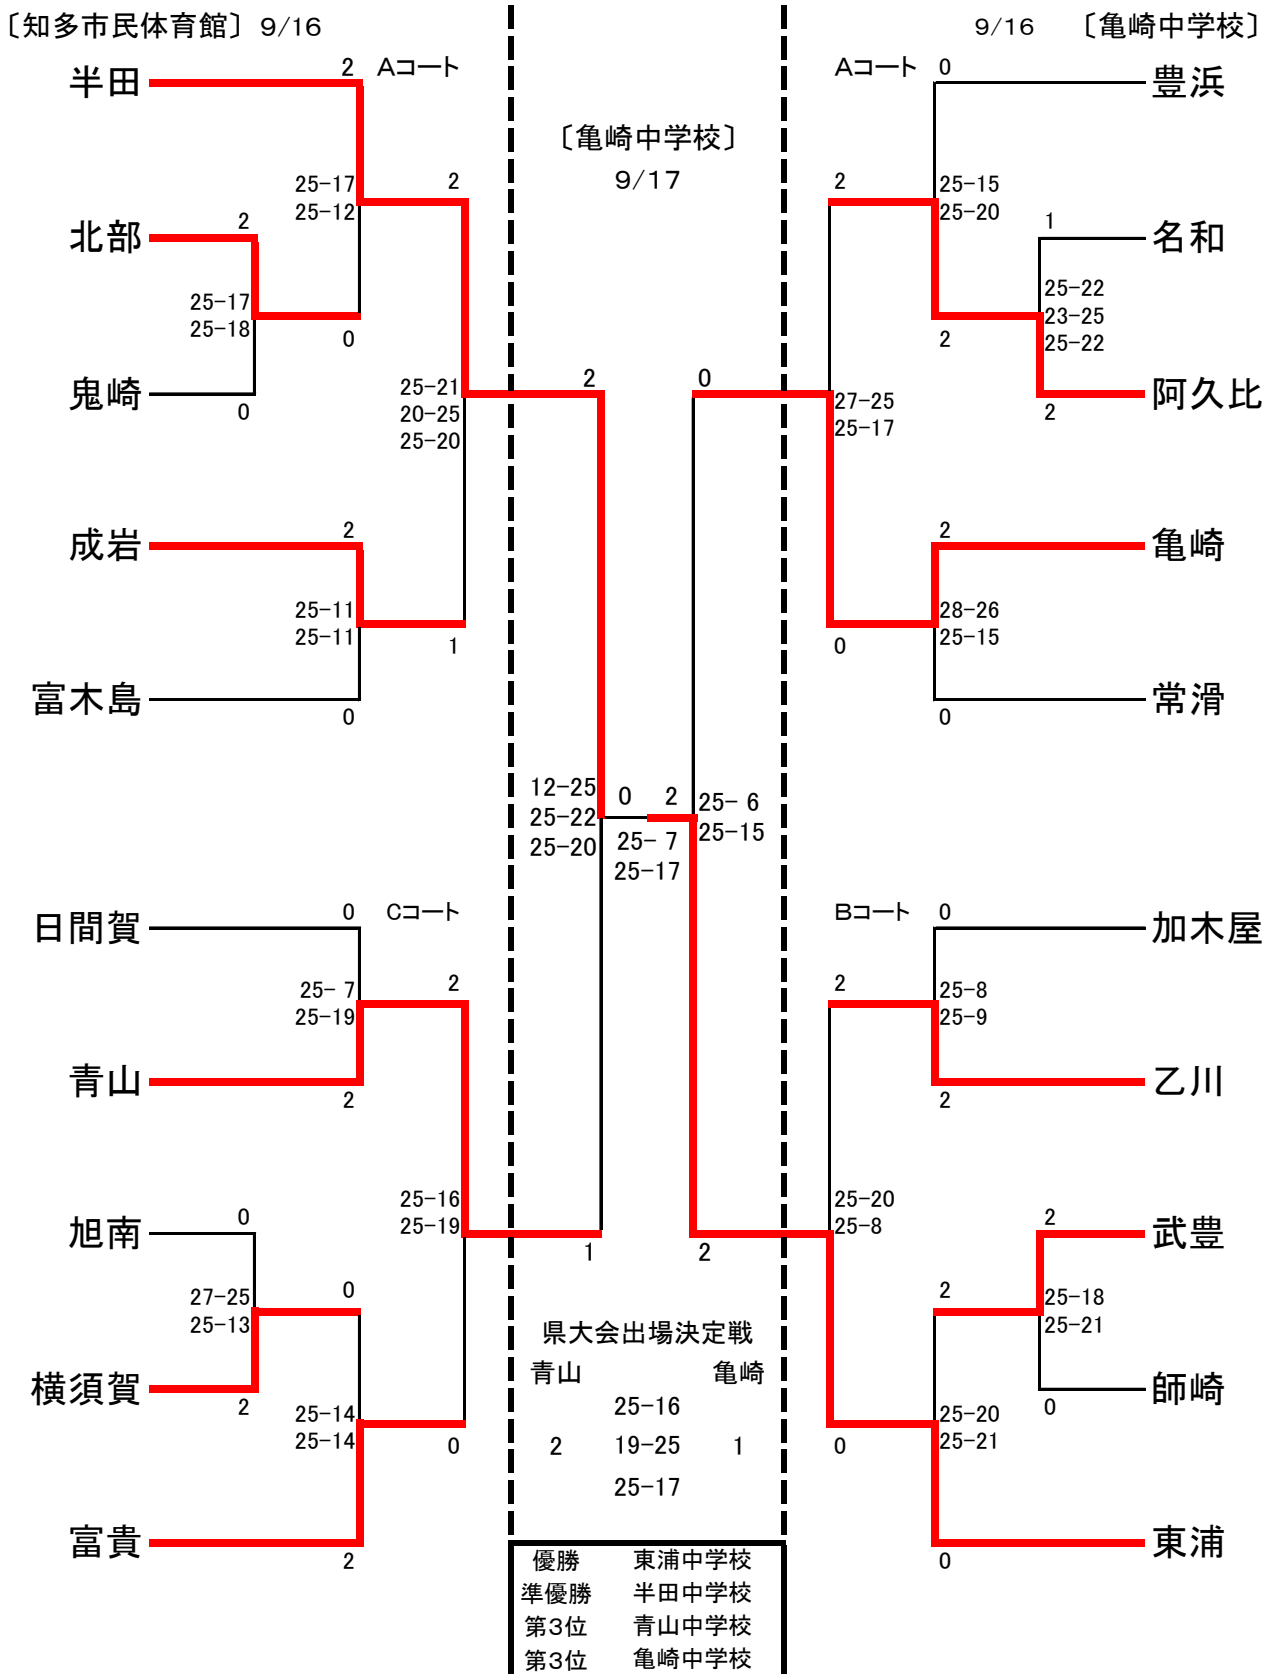 〔知多市民体育館〕 9/16
9/16 〔亀崎中学校〕
半田
2
Aコート
Aコート
0
豊浜
〔亀崎中学校〕
9/17
25-17
25-12
2
2
25-15
25-20
北部
2
1
名和
25-17
25-18
0
25-22
23-25
25-22
2
鬼崎
0
25-21
20-25
25-20
2
0
27-25
25-17
2
阿久比
成岩
2
2
亀崎
25-11
25-11
1
0
28-26
25-15
富木島
0
0
常滑
12-25
25-22
25-20
0
2
25- 7
25-17
25- 6
25-15
日間賀
0
Cコート
Bコート
0
加木屋
25- 7
25-19
2
2
25-8
25-9
青山
2
2
乙川
旭南
0
25-16
25-19
1
2
25-20
25-8
2
武豊
27-25
25-13
0
2
25-18
25-21
横須賀
2
0
師崎
25-14
25-14
0
0
25-20
25-21
富貴
2
0
東浦
県大会出場決定戦
青山 亀崎
25-16
2 19-25 1
25-17
優勝 東浦中学校
準優勝 半田中学校
第3位 青山中学校
第3位 亀崎中学校